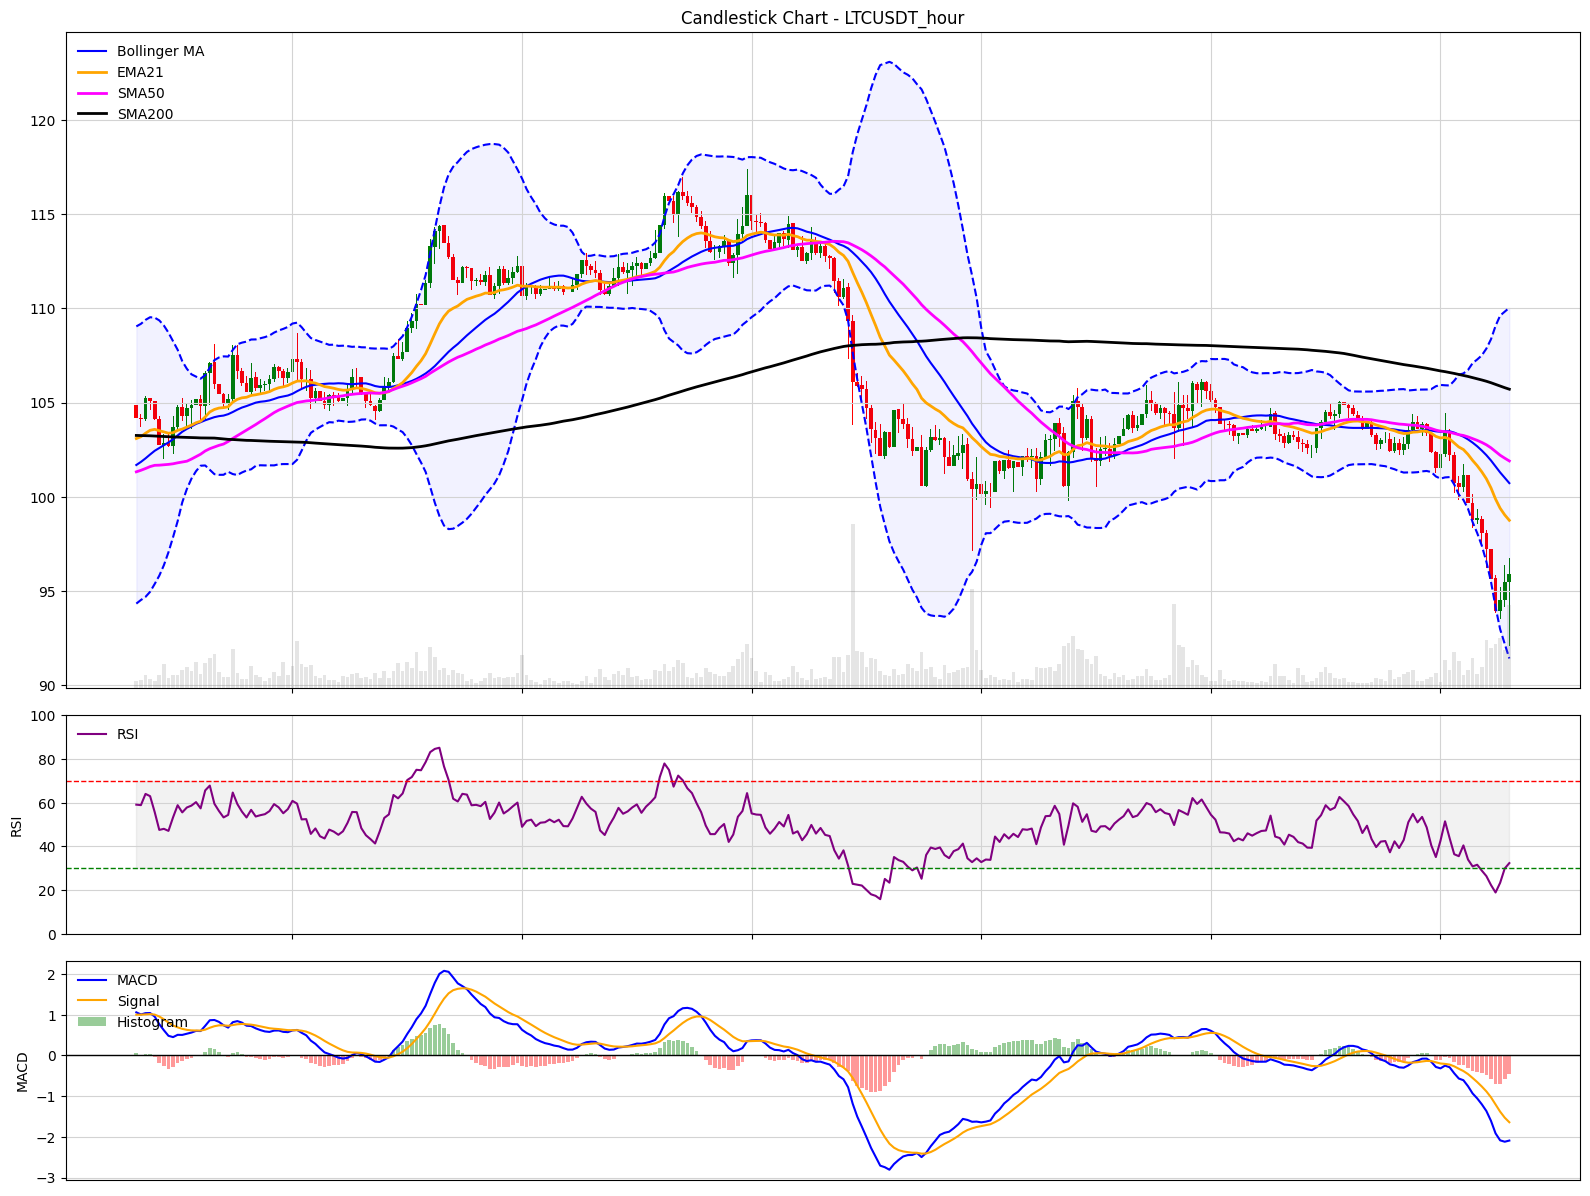 Candlestick Chart - LTCUSDT_hour
Bollinger MA
EMA21
SMA50
SMA200
120
115
110
105
100
95
90
100
80
60
40
20
0
RSI
RSI
2
1
0
−1
−2
−3
MACD
MACD
Signal
Histogram